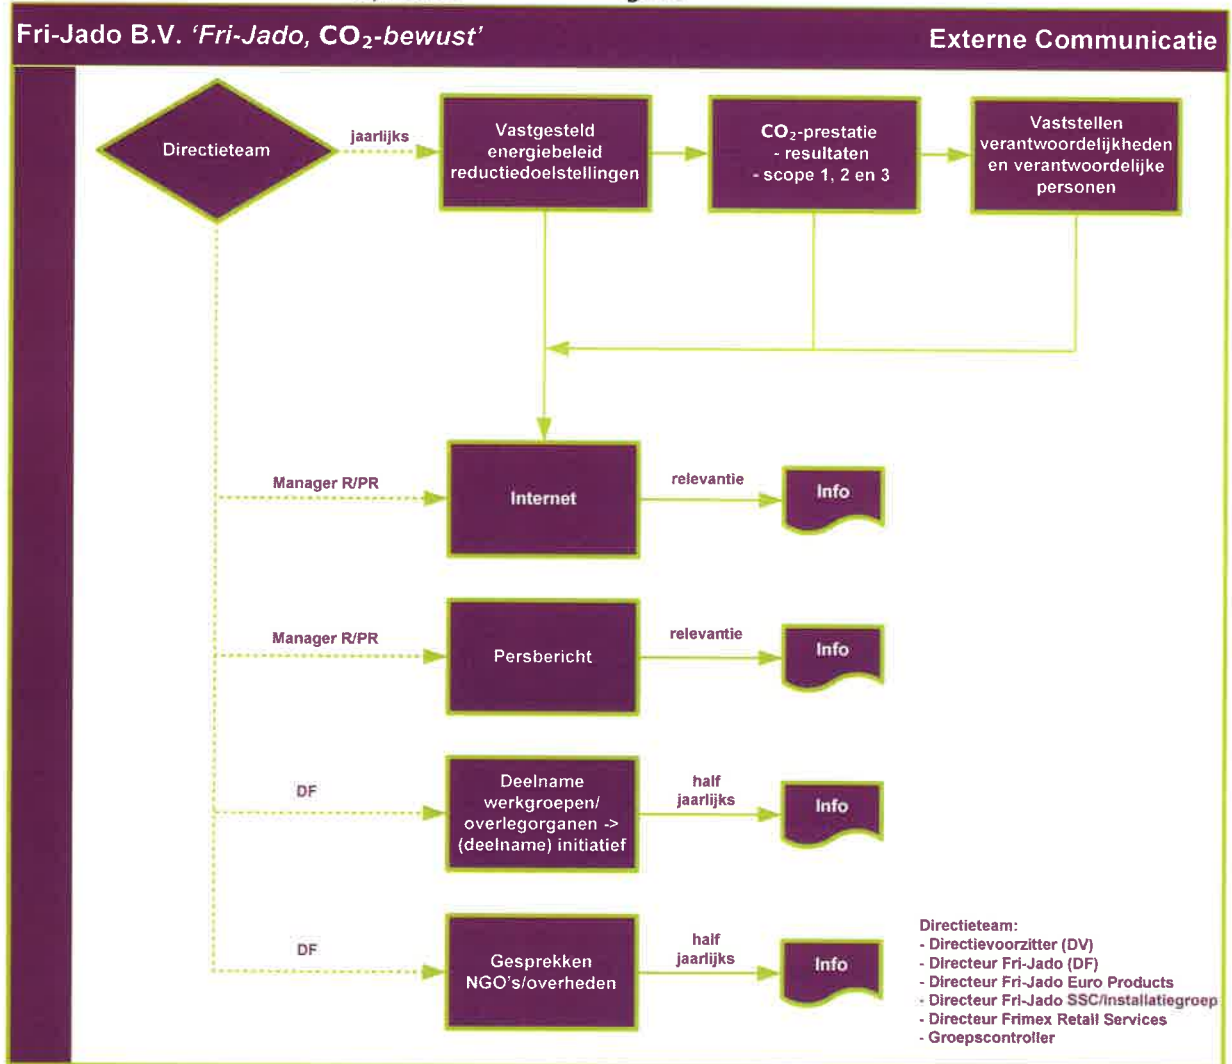 Fri-Jado B.V. 'Fri-Jado, CO₂-bewust'
Externe Communicatie
Directieteam
jaarlijks
Vastgesteld
energiebeleid
reductiedoelstellingen
CO₂-prestatie
- resultaten
- scope 1, 2 en 3
Vaststellen
verantwoordelijkheden
en verantwoordelijke
personen
Manager R/PR
Internet
relevantie
Info
Manager R/PR
Persbericht
relevantie
Info
DF
Deelname
werkgroepen/
overlegorganen ->
(deelname) initiatief
half
jaarlijks
Info
DF
Gesprekken
NGO's/overheden
half
jaarlijks
Info
Directieteam:
- Directievoorzitter (DV)
- Directeur Fri-Jado (DF)
- Directeur Fri-Jado Euro Products
- Directeur Fri-Jado SSC/Installatiegroep
- Directeur Frimex Retail Services
- Groepscontroller